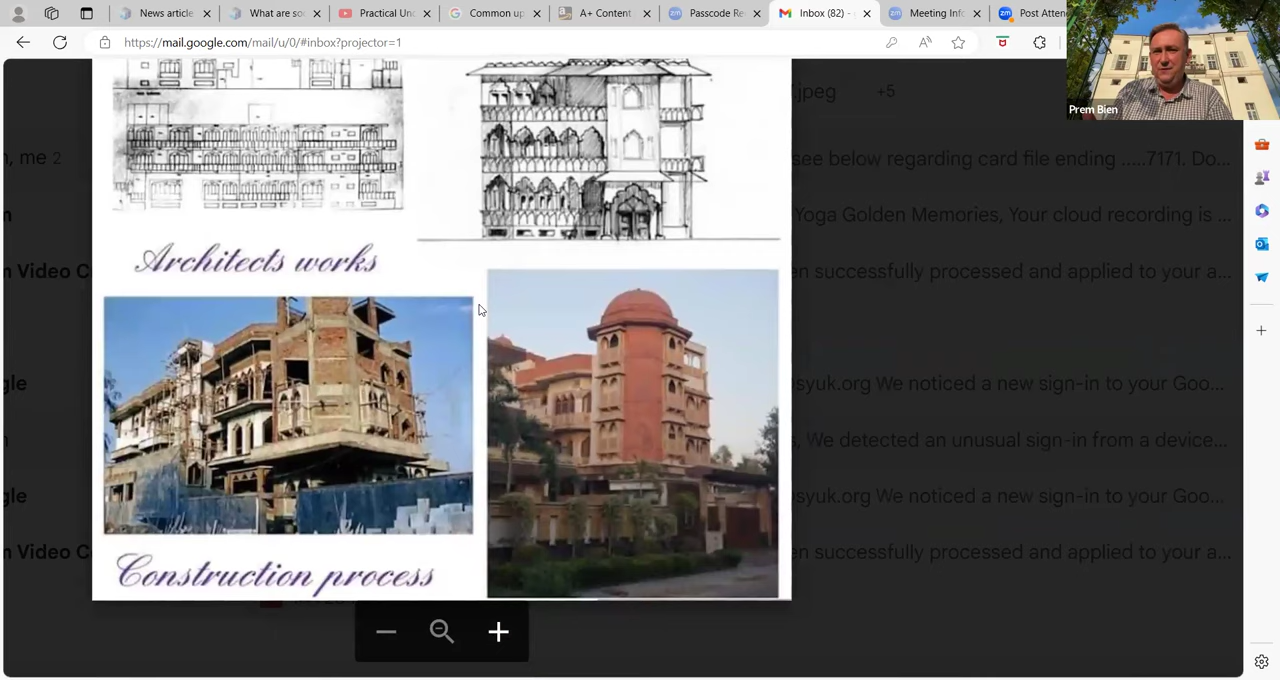 News article
What are so
Practical Un
Common up
A+ Content
Passcode Re
Inbox (82) -
Meeting Inf
Post Atten
https://mail.google.com/mail/u/0/#inbox?projector=1
Prem Bien
.jpeg
+5
, me 2
see below regarding card file ending .....7171. Do...
Yoga Golden Memories, Your cloud recording is ...
m Video C
en successfully processed and applied to your a...
Architects works
gle
syuk.org We noticed a new sign-in to your Goo...
s, We detected an unusual sign-in from a device...
gle
syuk.org We noticed a new sign-in to your Goo...
m Video C
en successfully processed and applied to your a...
Construction process